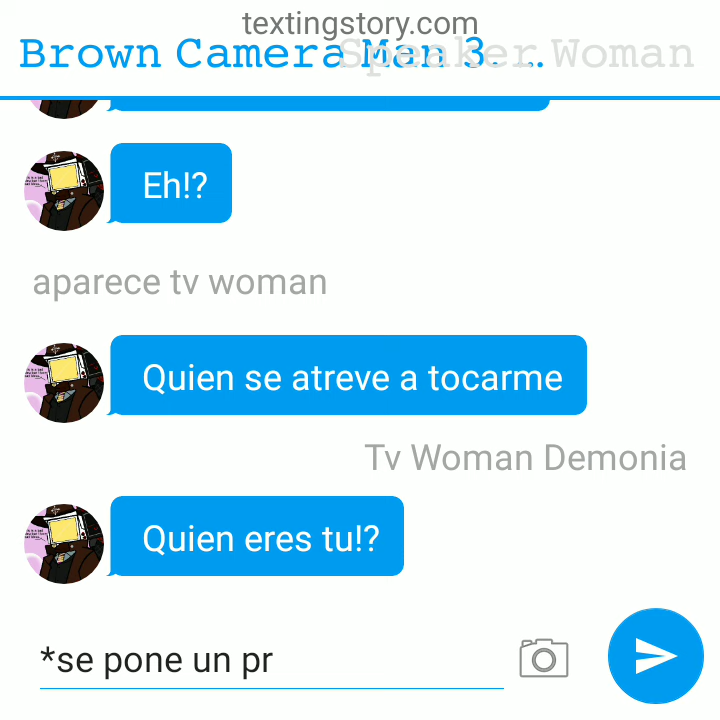 textingstory.com
Brown Camera Man 3. ...
Speaker Woman
Eh!?
aparece tv woman
Quien se atreve a tocarme
Tv Woman Demonia
Quien eres tu!?
*se pone un pr